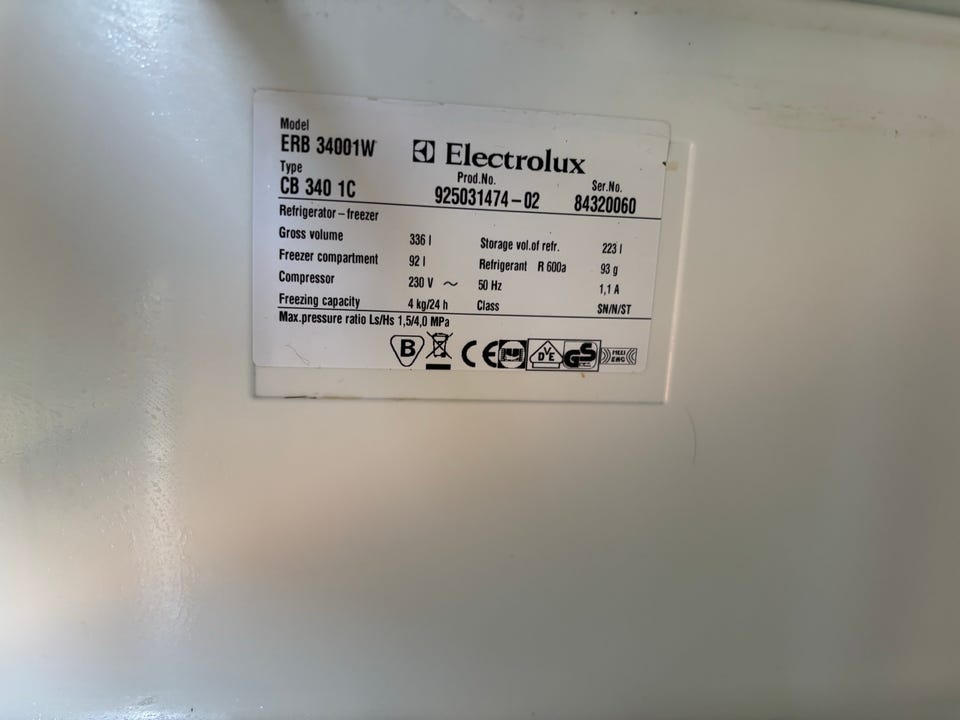 Model
ERB 34001W
Electrolux
Type
CB 340 1C
Prod.No.
925031474-02
Ser.No.
84320060
Refrigerator-freezer
Gross volume 336 l Storage vol.of refr. 223 l
Freezer compartment 92 l Refrigerant R 600a 93 g
Compressor 230 V ~ 50 Hz 1,1 A
Freezing capacity 4 kg/24 h Class SN/N/ST
Max.pressure ratio Ls/Hs 1,5/4,0 MPa
B CE DVE GS